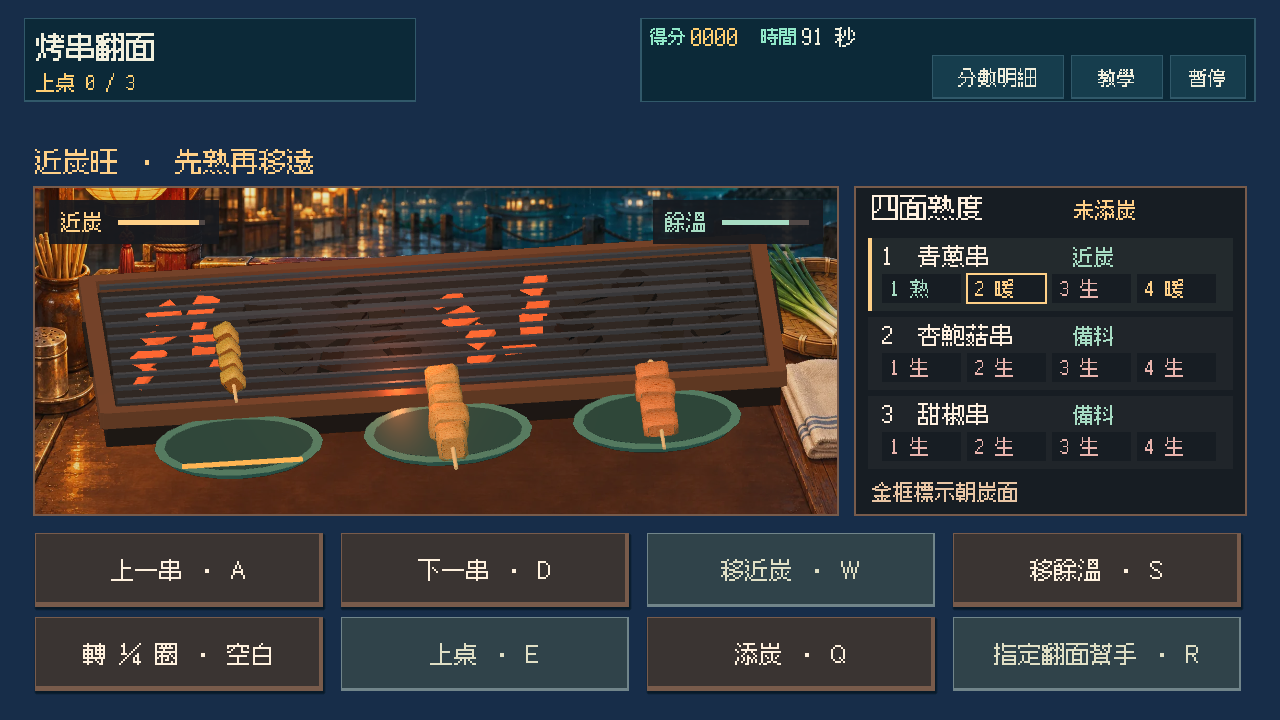 烤串翻面
上桌 0 / 3
得分 0000 時間 91 秒
分數明細
教學
暫停
近炭旺 · 先熟再移遠
近炭
餘溫
四面熟度 未添炭
1 青蔥串 近炭
1 熟 2 暖 3 生 4 暖
2 杏鮑菇串 備料
1 生 2 生 3 生 4 生
3 甜椒串 備料
1 生 2 生 3 生 4 生
金框標示朝炭面
上一串 · A
下一串 · D
移近炭 · W
移餘溫 · S
轉 ¼ 圈 · 空白
上桌 · E
添炭 · Q
指定翻面幫手 · R